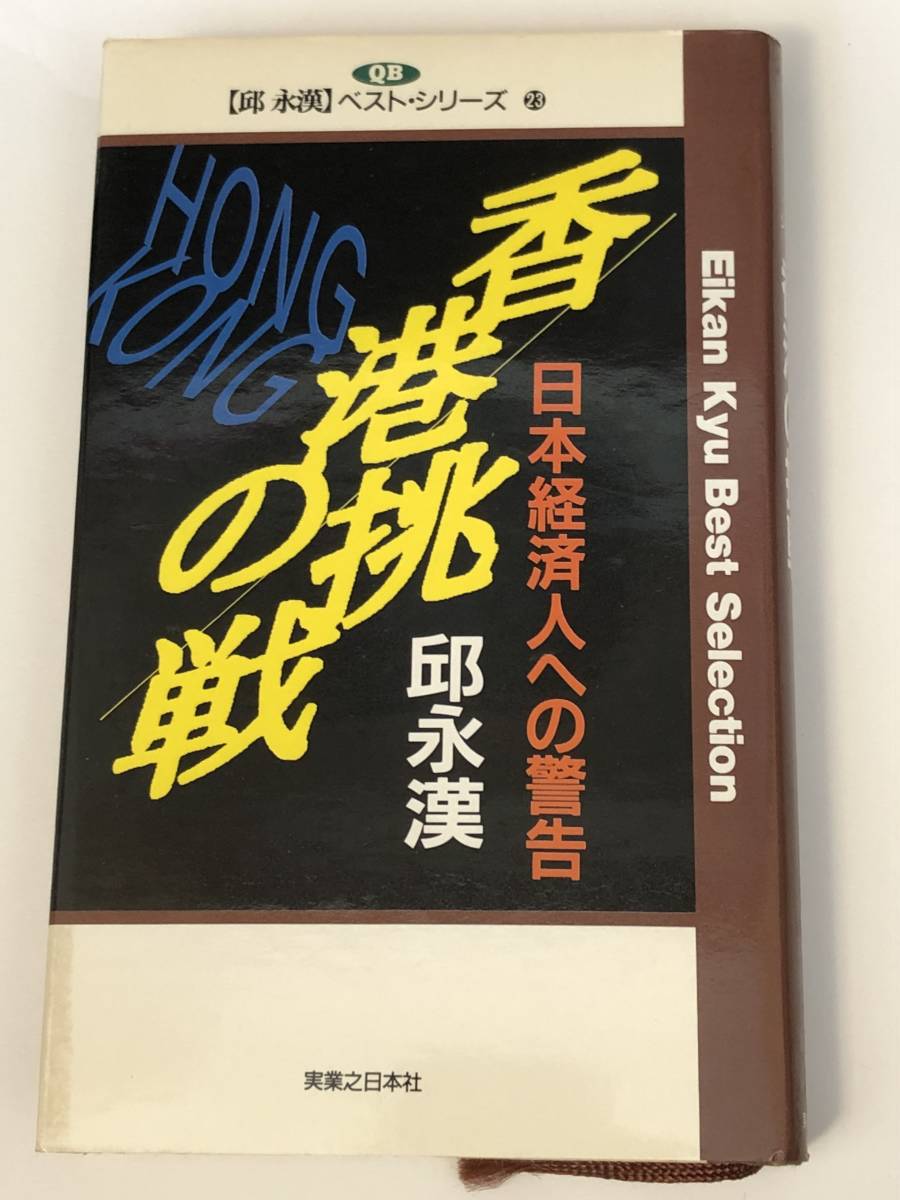 QB
【邱 永漢】ベスト・シリーズ ㉓
HONG
KONG
香港の挑戦
日本経済人への警告
邱永漢
Eikan Kyu Best Selection
実業之日本社